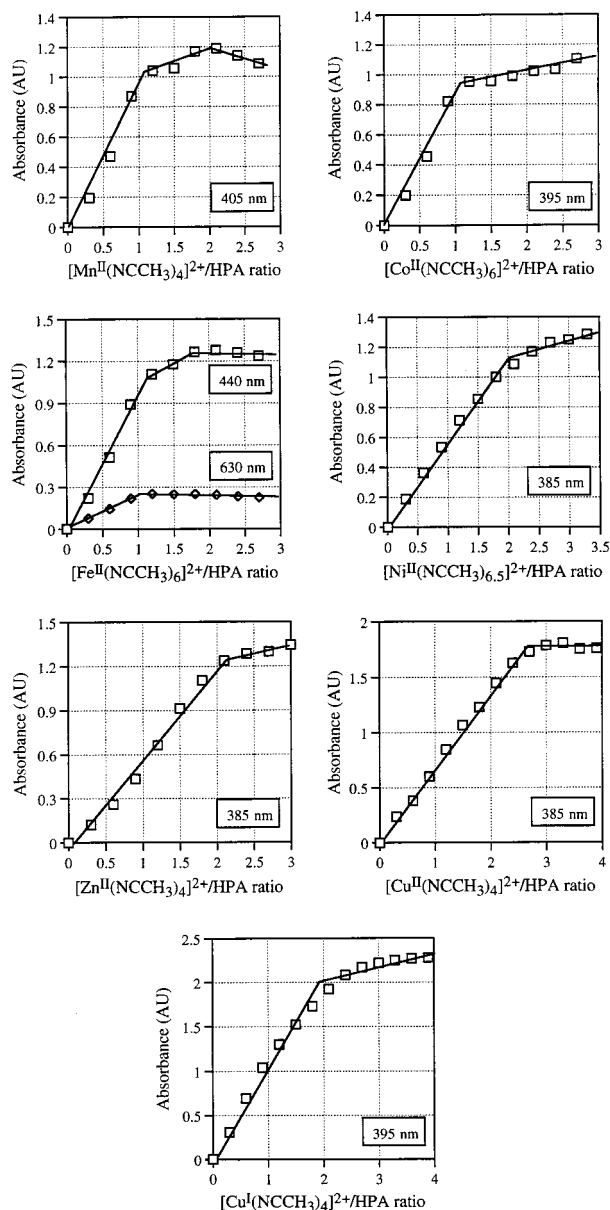 1.4
1.2
1
0.8
0.6
0.4
0.2
0
Absorbance (AU)
405 nm
0 0.5 1 1.5 2 2.5 3
[Mn^II(NCCH3)4]2+/HPA ratio
1.4
1.2
1
0.8
0.6
0.4
0.2
0
Absorbance (AU)
395 nm
0 0.5 1 1.5 2 2.5 3
[Co^II(NCCH3)6]2+/HPA ratio
1.5
1.2
0.9
0.6
0.3
0
Absorbance (AU)
440 nm
630 nm
0 0.5 1 1.5 2 2.5 3
[Fe^II(NCCH3)6]2+/HPA ratio
1.4
1.2
1
0.8
0.6
0.4
0.2
0
Absorbance (AU)
385 nm
0 0.5 1 1.5 2 2.5 3 3.5
[Ni^II(NCCH3)6.5]2+/HPA ratio
1.5
1.2
0.9
0.6
0.3
0
Absorbance (AU)
385 nm
0 0.5 1 1.5 2 2.5 3
[Zn^II(NCCH3)4]2+/HPA ratio
2
1.5
1
0.5
0
Absorbance (AU)
385 nm
0 1 2 3 4
[Cu^II(NCCH3)4]2+/HPA ratio
2.5
2
1.5
1
0.5
0
Absorbance (AU)
395 nm
0 1 2 3 4
[Cu^I(NCCH3)4]2+/HPA ratio